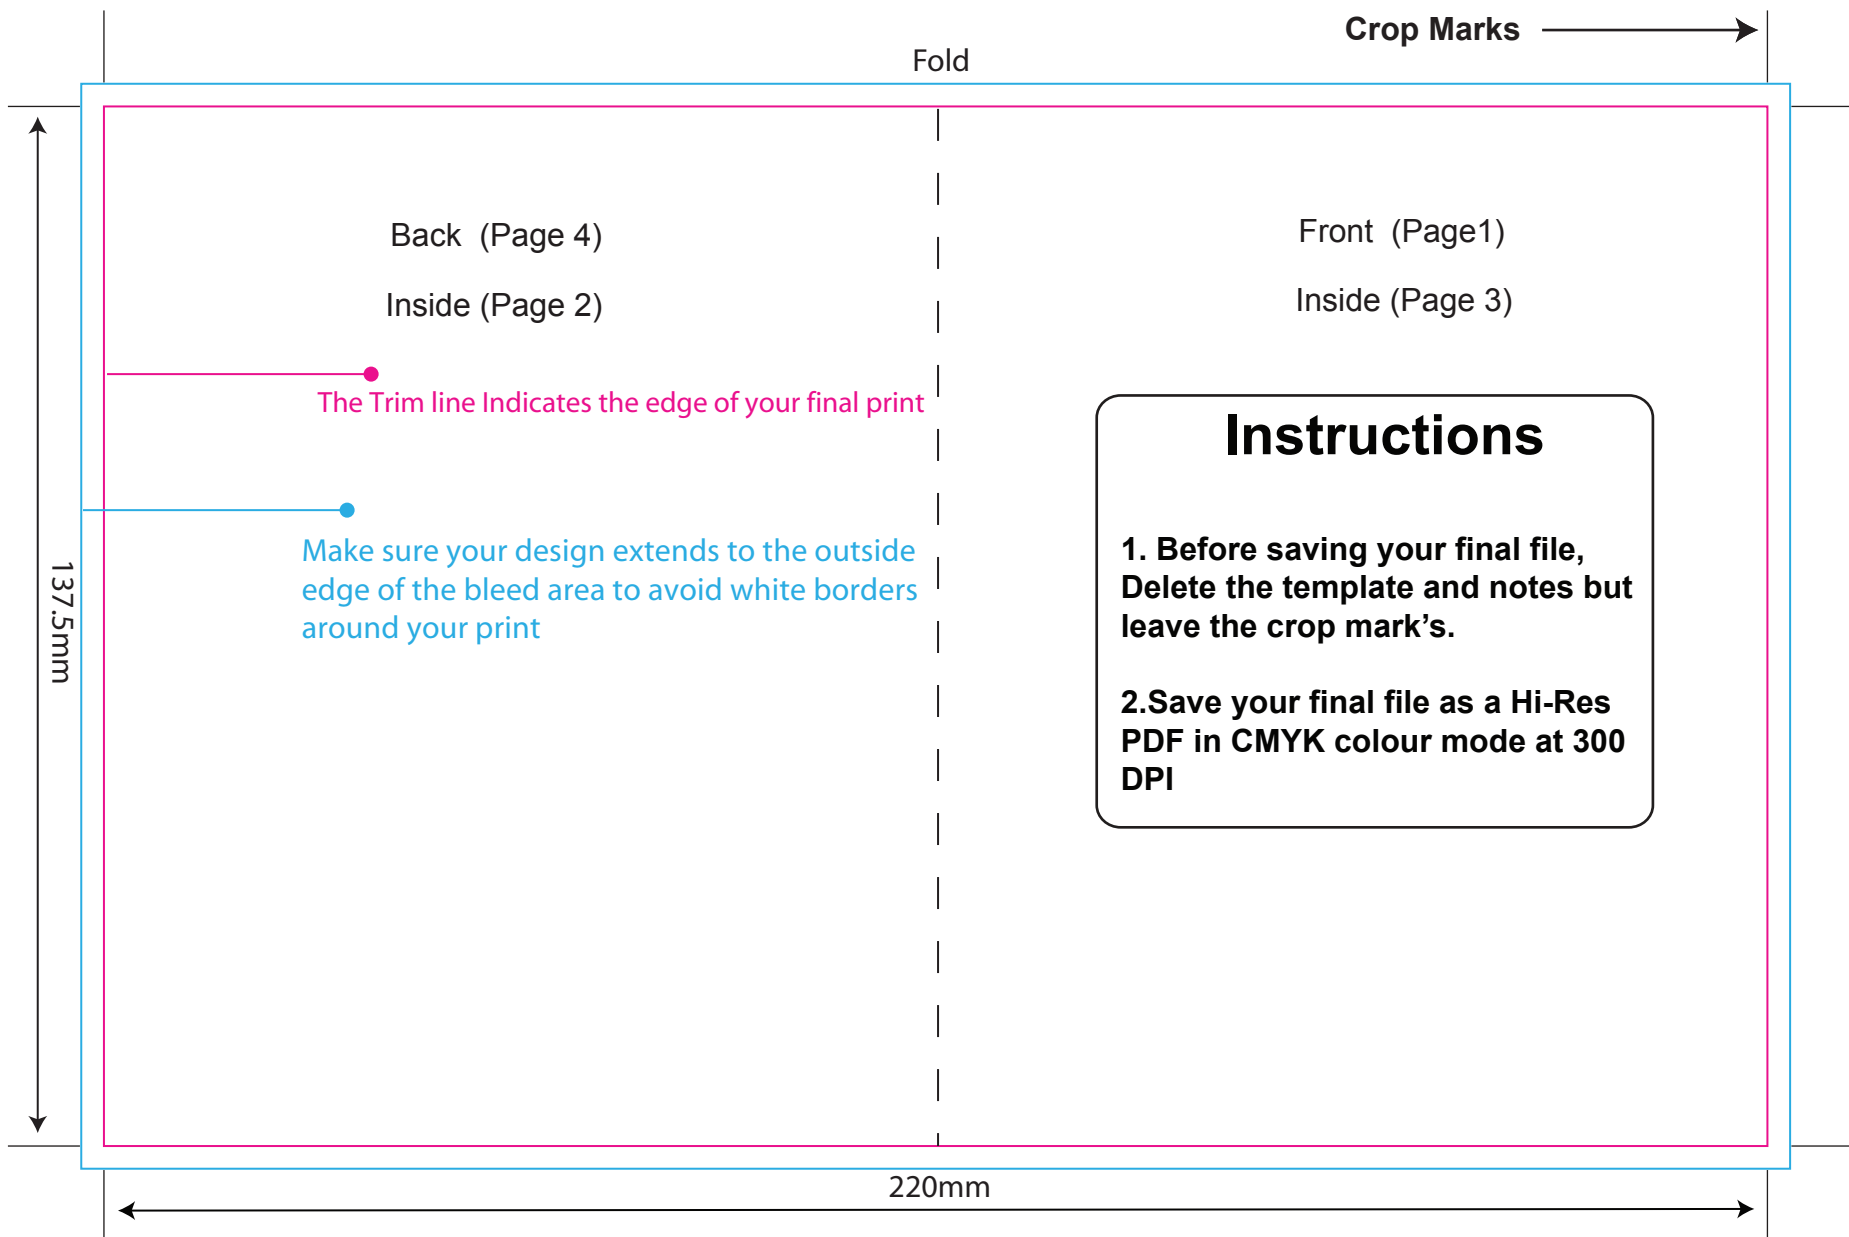 Crop Marks
Fold
Back  (Page 4)
Inside (Page 2)
Front  (Page1)
Inside (Page 3)
The Trim line Indicates the edge of your final print
Make sure your design extends to the outside
edge of the bleed area to avoid white borders
around your print
137.5mm
Instructions
1. Before saving your final file,
Delete the template and notes but
leave the crop mark’s.
2.Save your final file as a Hi-Res
PDF in CMYK colour mode at 300
DPI
220mm